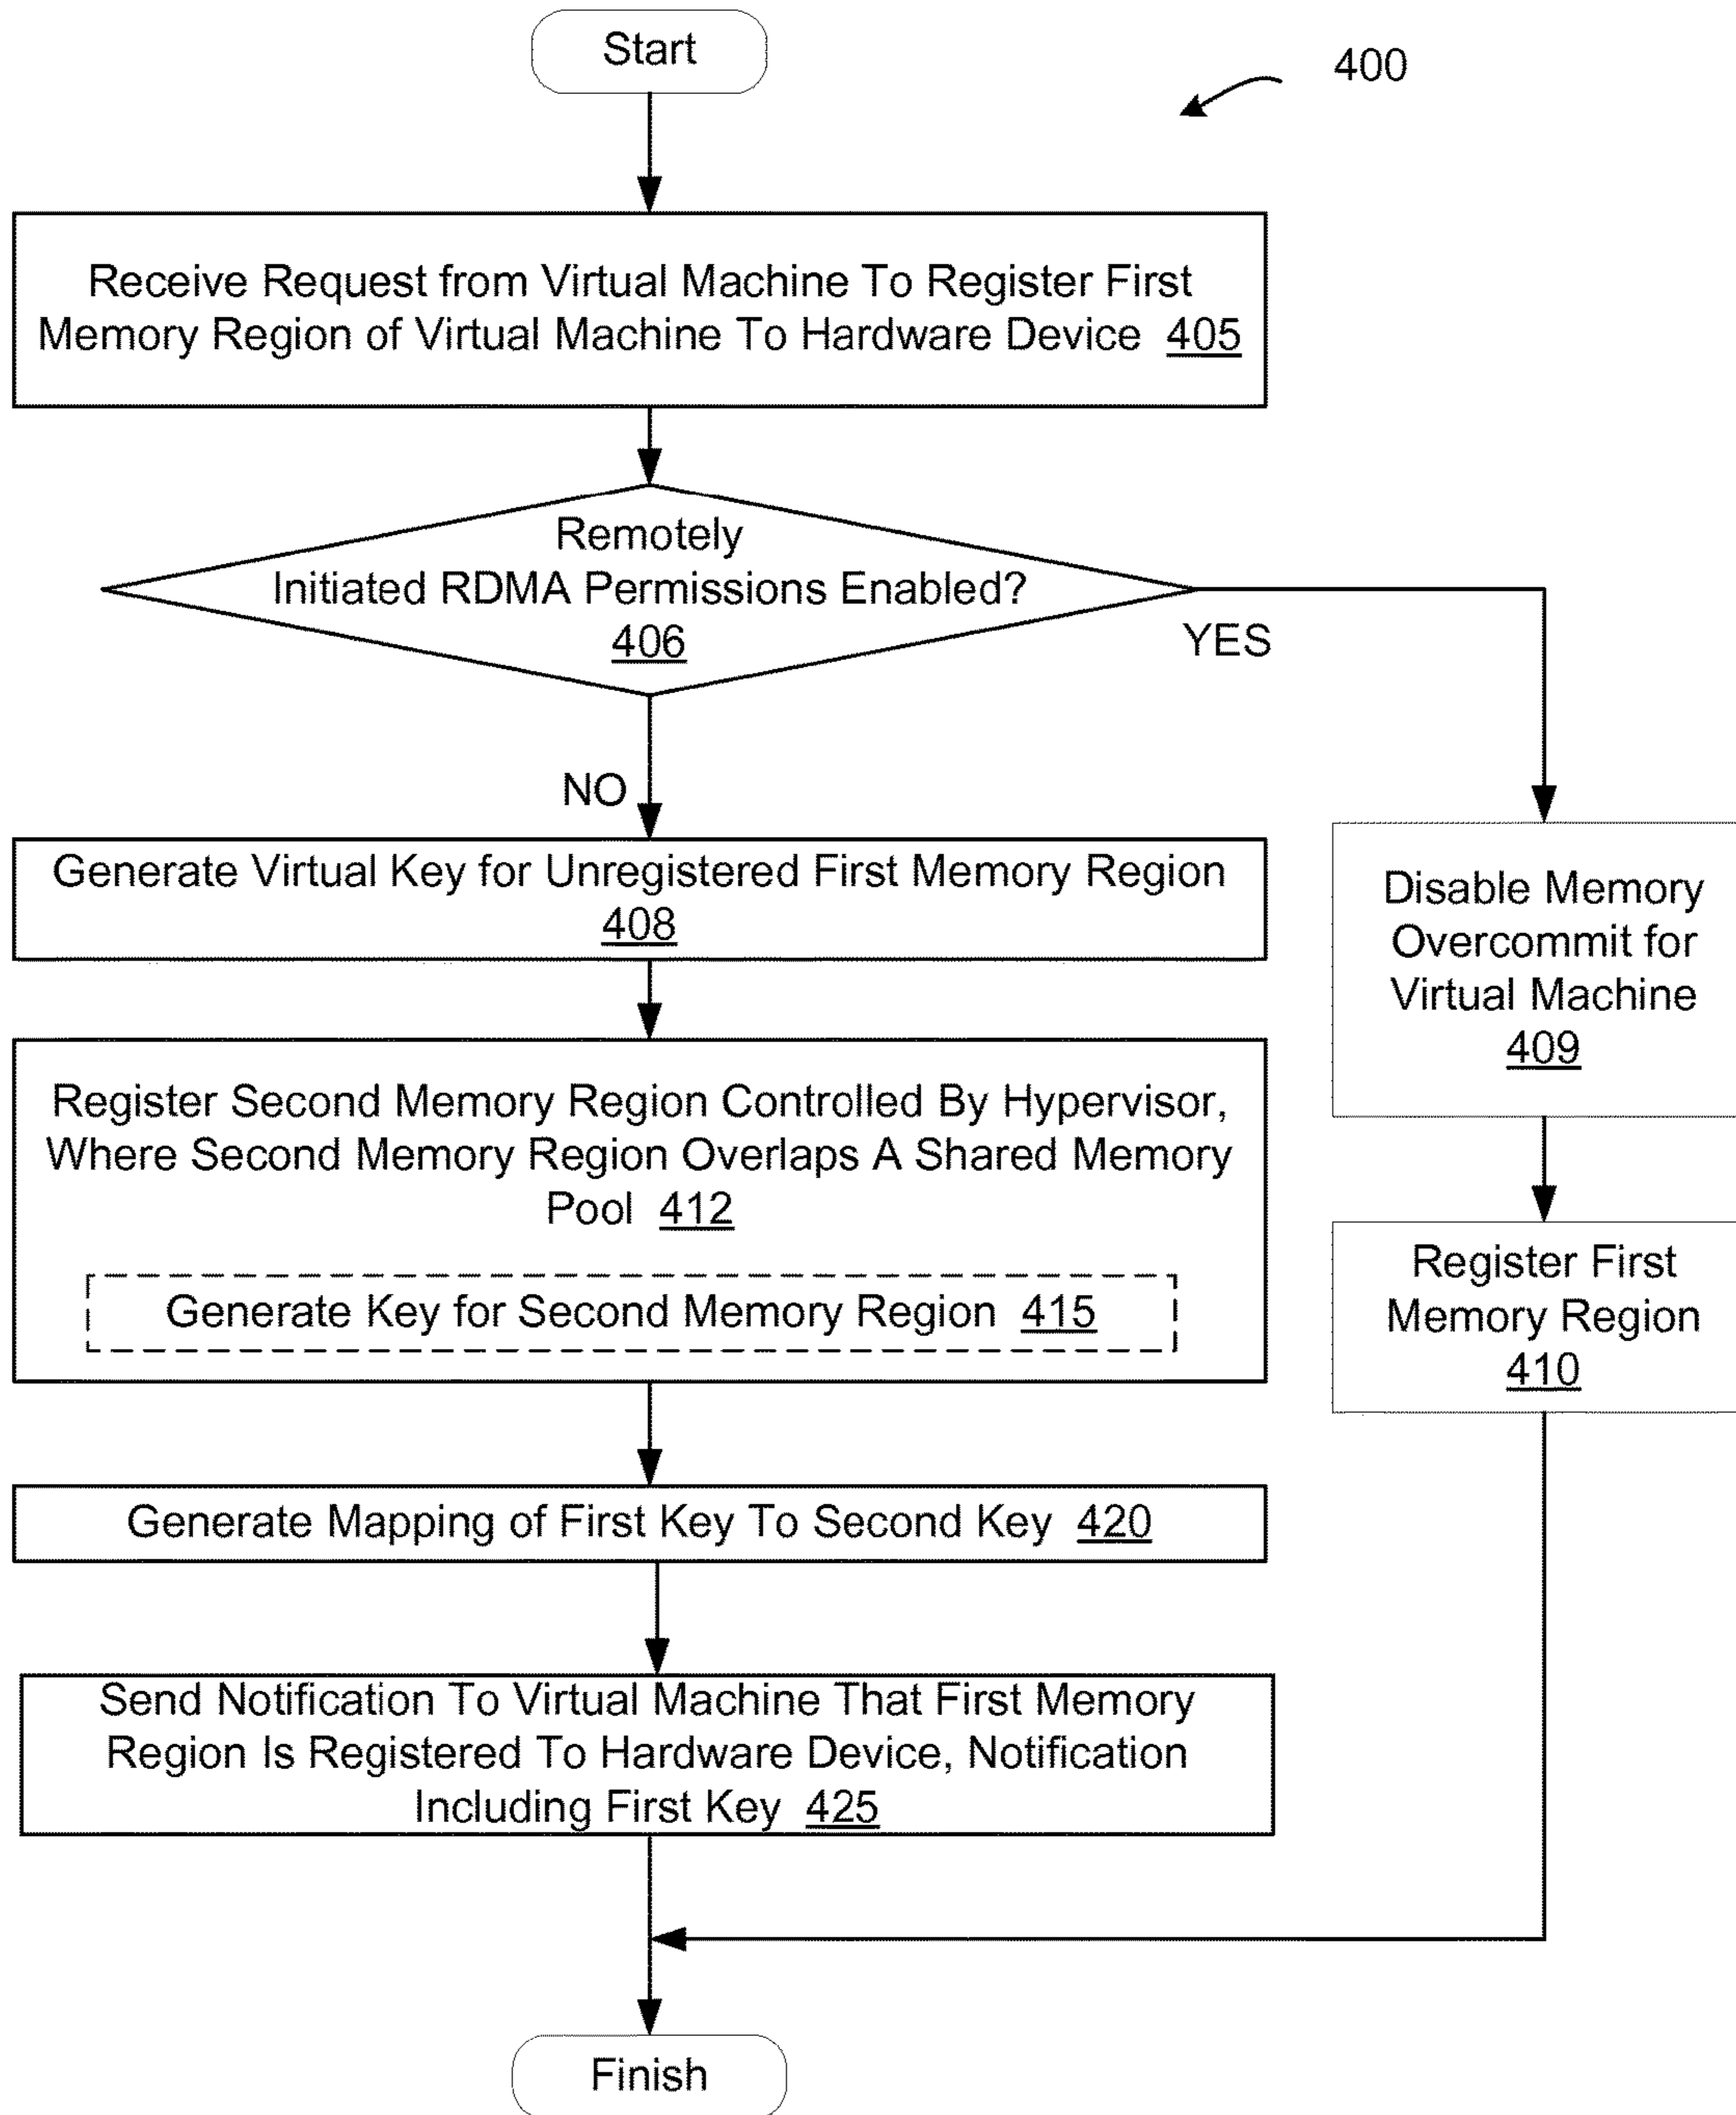 Start
400
Receive Request from Virtual Machine To Register First
Memory Region of Virtual Machine To Hardware Device 405
Remotely
Initiated RDMA Permissions Enabled?
406
YES
NO
Generate Virtual Key for Unregistered First Memory Region
408
Disable Memory
Overcommit for
Virtual Machine
409
Register Second Memory Region Controlled By Hypervisor,
Where Second Memory Region Overlaps A Shared Memory
Pool 412
Generate Key for Second Memory Region 415
Register First
Memory Region
410
Generate Mapping of First Key To Second Key 420
Send Notification To Virtual Machine That First Memory
Region Is Registered To Hardware Device, Notification
Including First Key 425
Finish